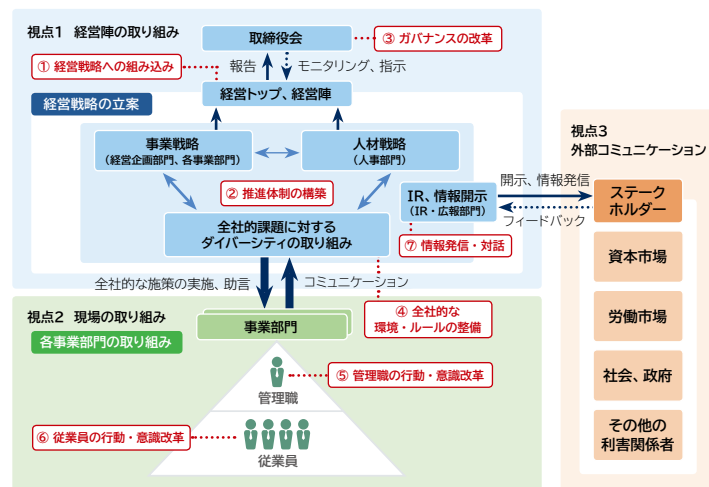 視点1 経営陣の取り組み
取締役会
③ ガバナンスの改革
① 経営戦略への組み込み
報告
モニタリング、指示
経営トップ、経営陣
経営戦略の立案
事業戦略
(経営企画部門、各事業部門)
人材戦略
(人事部門)
② 推進体制の構築
IR、情報開示
(IR・広報部門)
全社的課題に対する
ダイバーシティの取り組み
⑦ 情報発信・対話
全社的な施策の実施、助言
コミュニケーション
視点3
外部コミュニケーション
開示、情報発信
フィードバック
ステーク
ホルダー
資本市場
労働市場
社会、政府
その他の
利害関係者
視点2 現場の取り組み
各事業部門の取り組み
事業部門
④ 全社的な
環境・ルールの整備
⑤ 管理職の行動・意識改革
管理職
⑥ 従業員の行動・意識改革
従業員